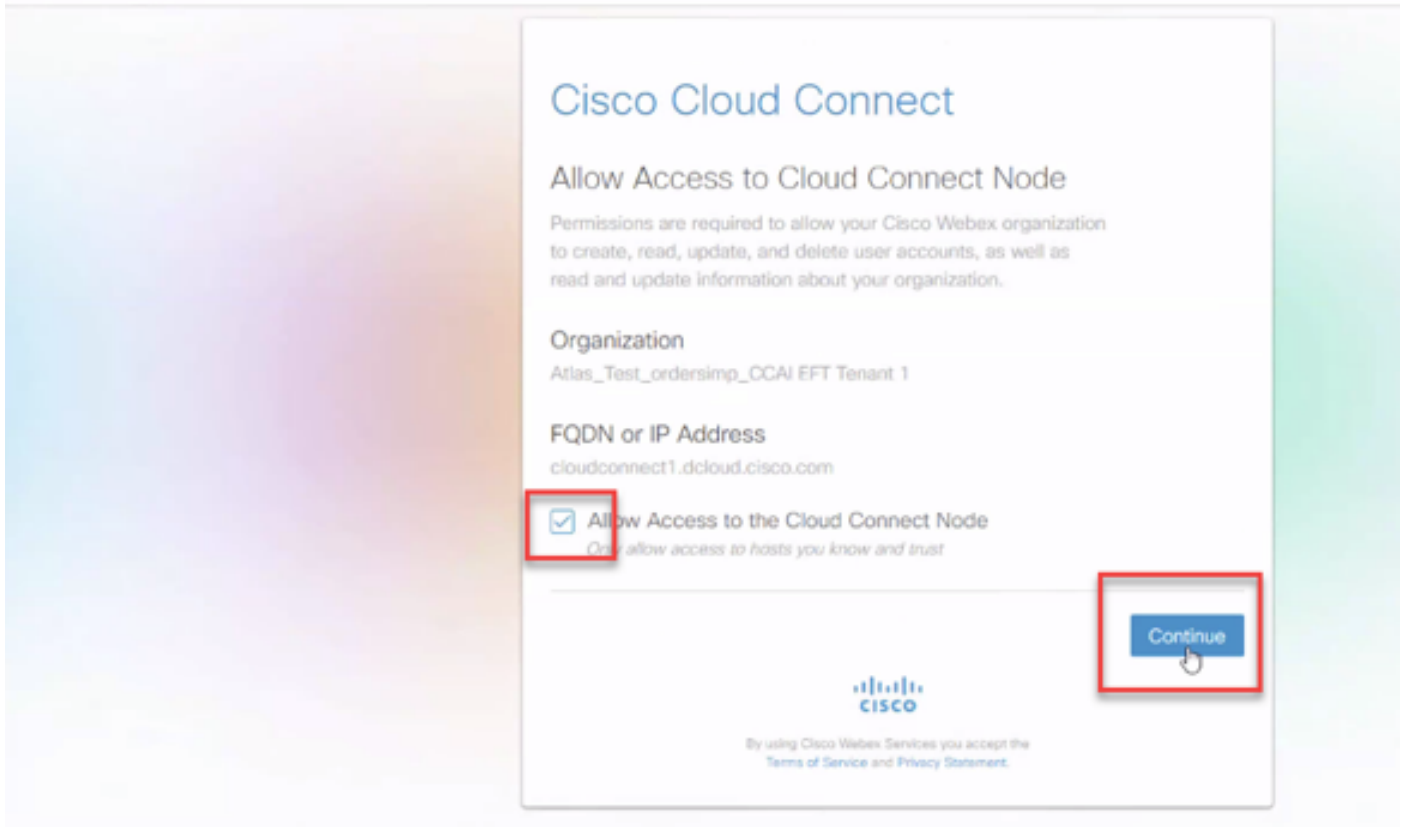 Cisco Cloud Connect
Allow Access to Cloud Connect Node
Permissions are required to allow your Cisco Webex organization
to create, read, update, and delete user accounts, as well as
read and update information about your organization.
Organization
Atlas_Test_ordersimp_CCAI EFT Tenant 1
FQDN or IP Address
cloudconnect1.dcloud.cisco.com
Allow Access to the Cloud Connect Node
Only allow access to hosts you know and trust
Continue
CISCO
By using Cisco Webex Services you accept the
Terms of Service and Privacy Statement.